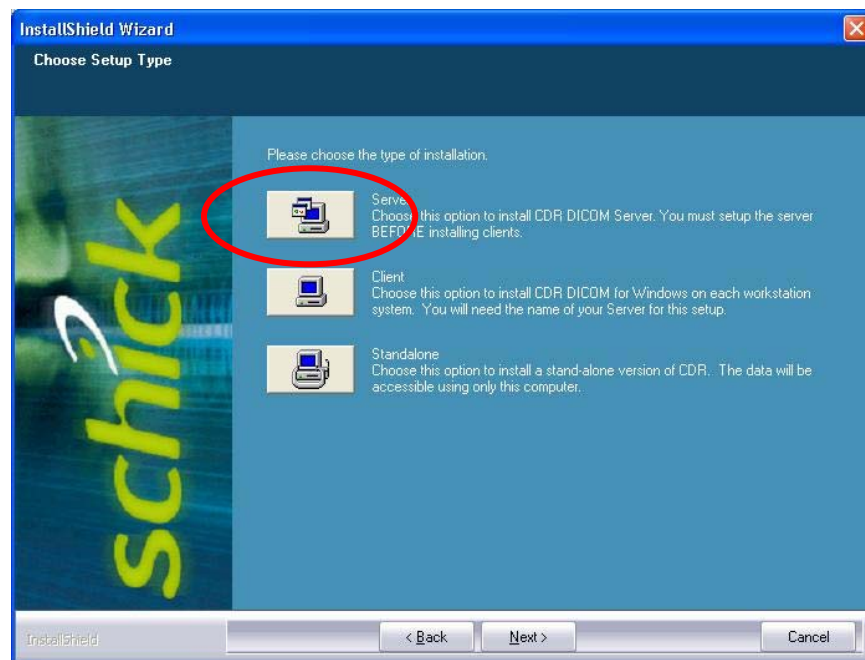 InstallShield Wizard
Choose Setup Type
Please choose the type of installation.
Server
Choose this option to install CDR DICOM Server. You must setup the server
BEFORE installing clients.
Client
Choose this option to install CDR DICOM for Windows on each workstation
system. You will need the name of your Server for this setup.
Standalone
Choose this option to install a stand-alone version of CDR. The data will be
accessible using only this computer.
schick
InstallShield
< Back
Next >
Cancel